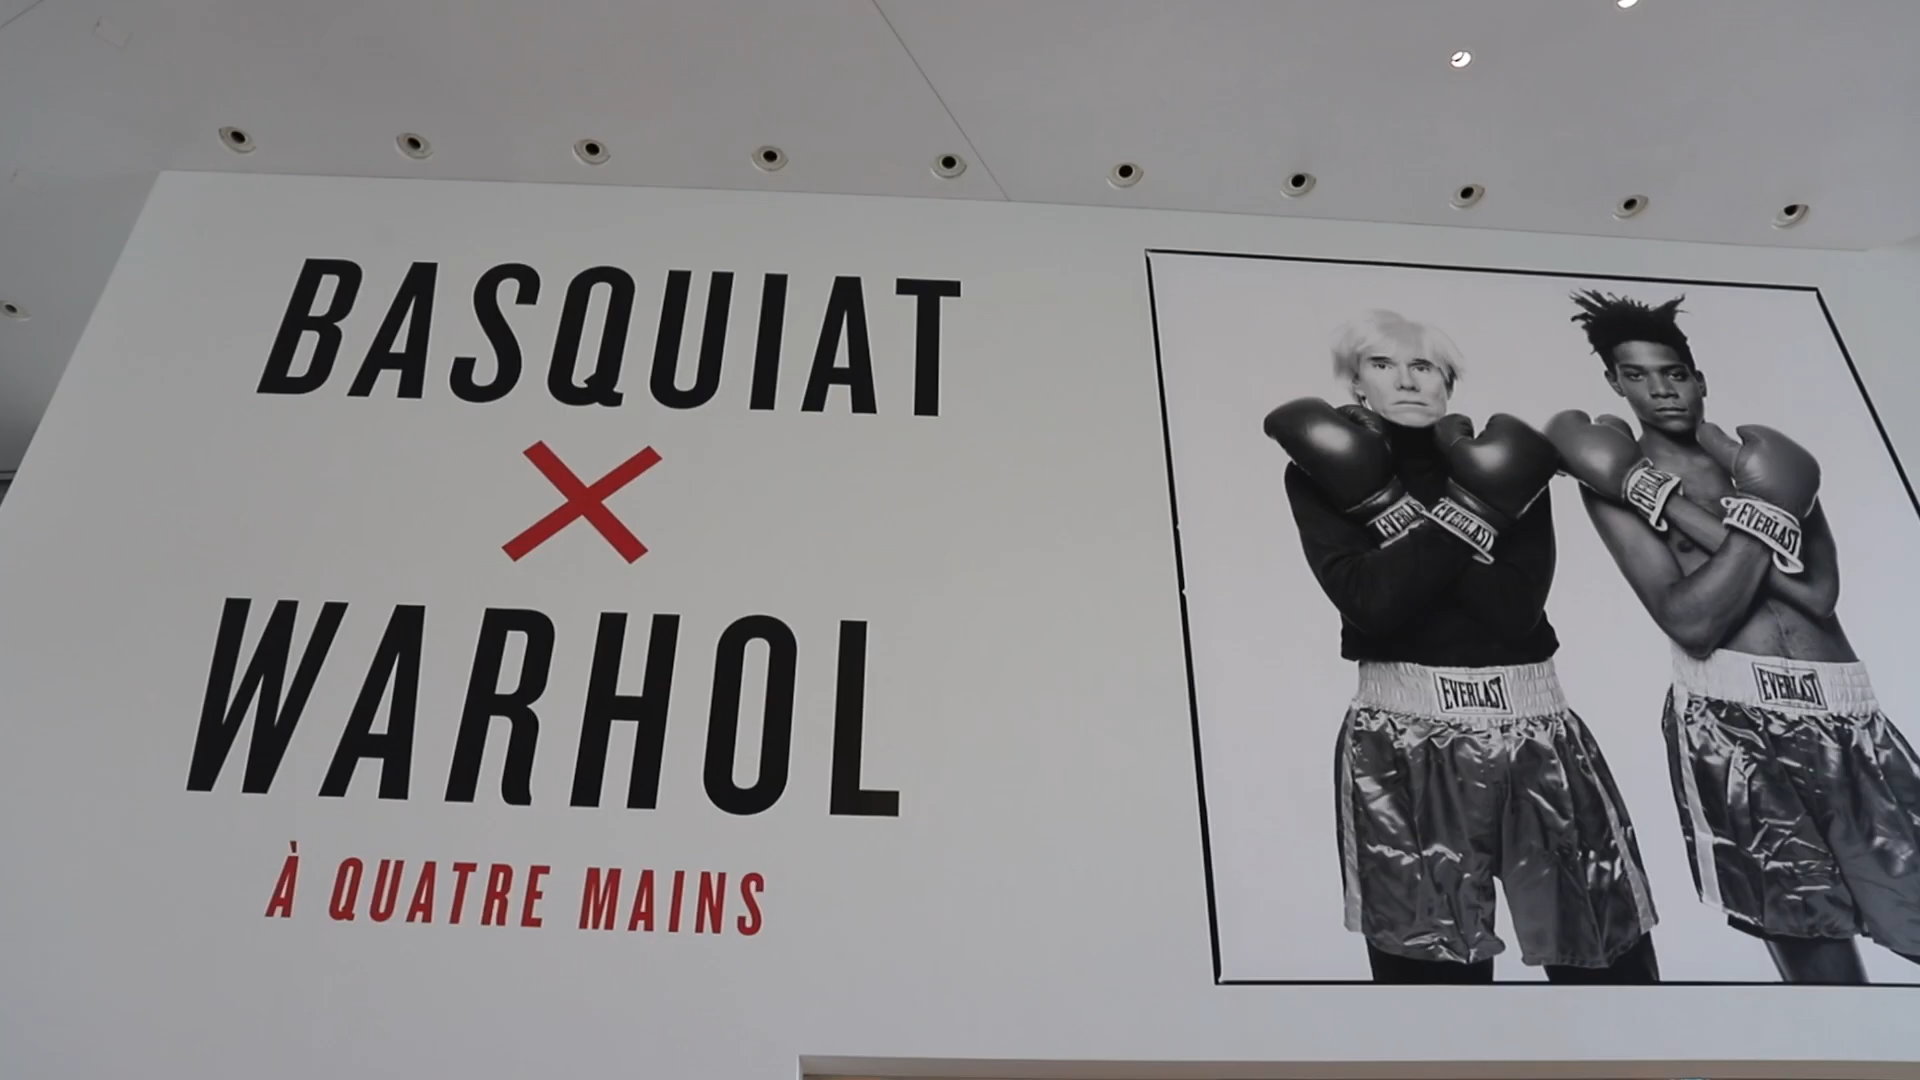 BASQUIAT
×
WARHOL
À QUATRE MAINS
EVERLAST
EVERLAST
EVERLAST
EVERLAST
EVERLAST
EVERLAST